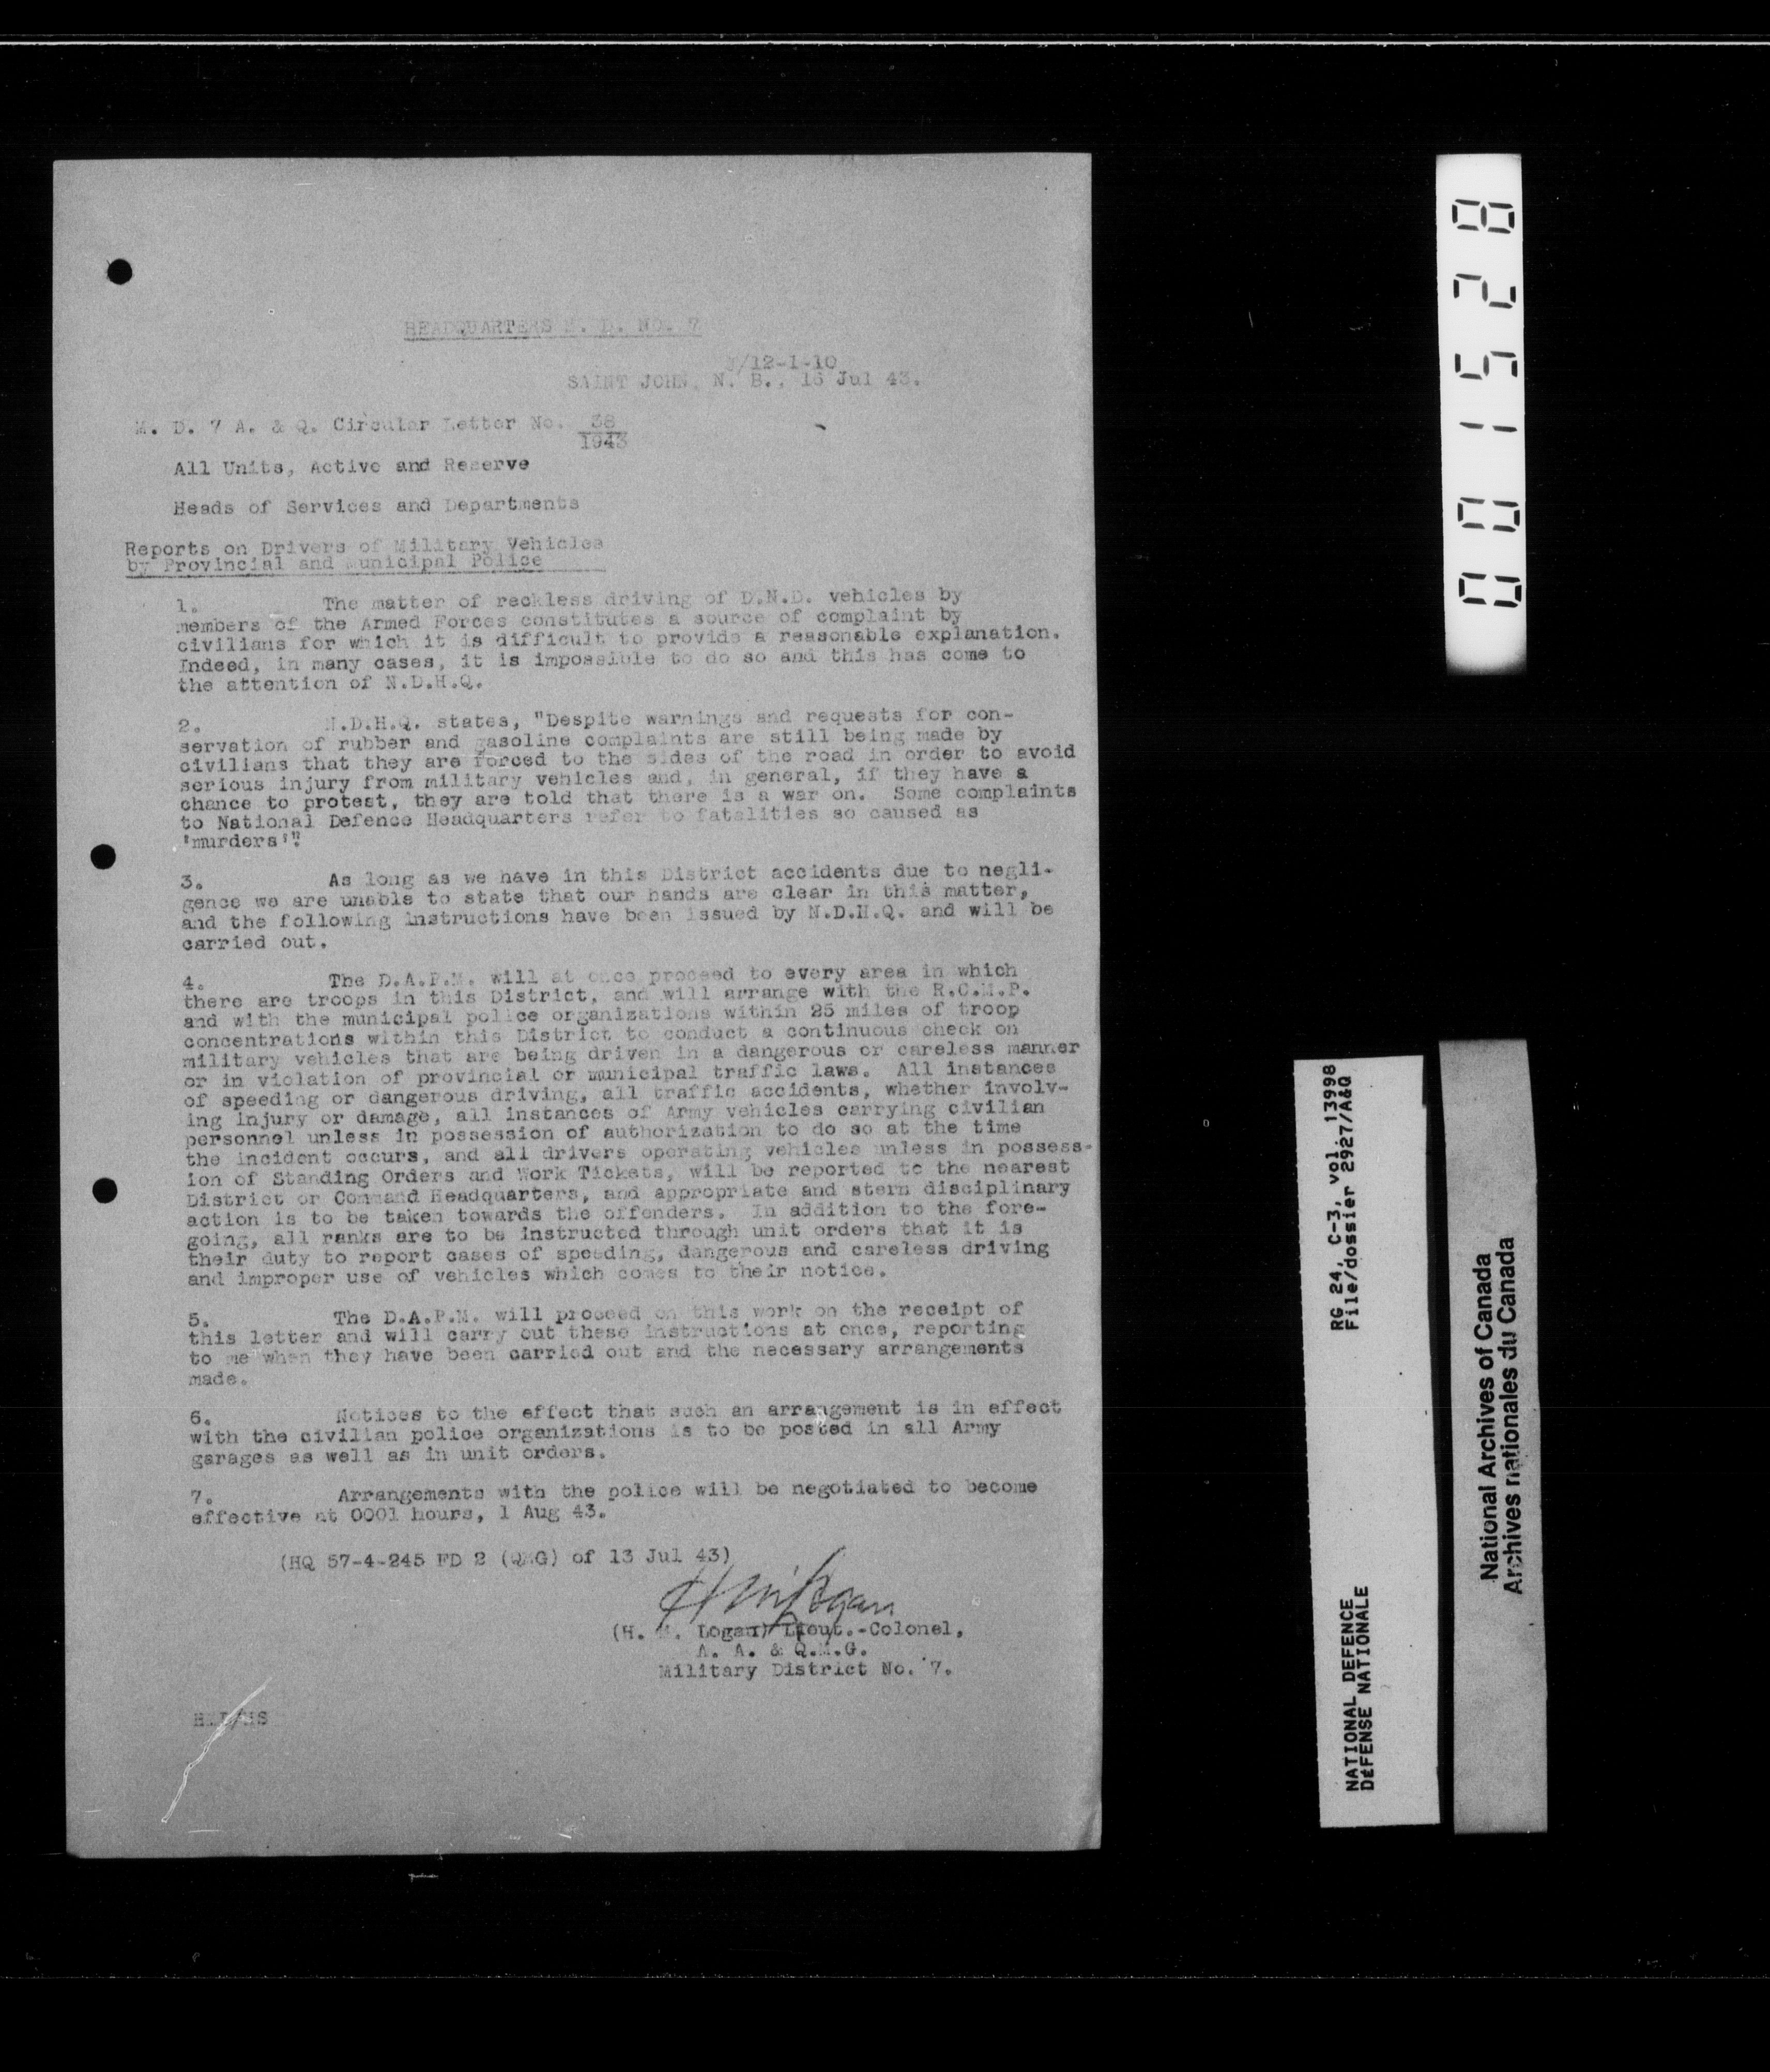 HEADQUARTERS M. D. NO. 7
J/12-1-10
SAINT JOHN, N. B., 16 Jul 43.
M. D. 7 A. & Q. Circular Letter No. 38
1943
All Units, Active and Reserve
Heads of Services and Departments
Reports on Drivers of Military Vehicles
by Provincial and Municipal Police
1. The matter of reckless driving of D.N.D. vehicles by
members of the Armed Forces constitutes a source of complaint by
civilians for which it is difficult to provide a reasonable explanation.
Indeed, in many cases, it is impossible to do so and this has come to
the attention of N.D.H.Q.
2. N.D.H.Q. states, "Despite warnings and requests for con-
servation of rubber and gasoline complaints are still being made by
civilians that they are forced to the sides of the road in order to avoid
serious injury from military vehicles and, in general, if they have a
chance to protest, they are told that there is a war on. Some complaints
to National Defence Headquarters refer to fatalities so caused as
'murders'".
3. As long as we have in this District accidents due to negli-
gence we are unable to state that our hands are clear in this matter,
and the following instructions have been issued by N.D.H.Q. and will be
carried out.
4. The D.A.P.M. will at once proceed to every area in which
there are troops in this District, and will arrange with the R.C.M.P.
and with the municipal police organizations within 25 miles of troop
concentrations within this District to conduct a continuous check on
military vehicles that are being driven in a dangerous or careless manner
or in violation of provincial or municipal traffic laws. All instances
of speeding or dangerous driving, all traffic accidents, whether involv-
ing injury or damage, all instances of Army vehicles carrying civilian
personnel unless in possession of authorization to do so at the time
the incident occurs, and all drivers operating vehicles unless in possess-
ion of Standing Orders and Work Tickets, will be reported to the nearest
District or Command Headquarters, and appropriate and stern disciplinary
action is to be taken towards the offenders. In addition to the fore-
going, all ranks are to be instructed through unit orders that it is
their duty to report cases of speeding, dangerous and careless driving
and improper use of vehicles which comes to their notice.
5. The D.A.P.M. will proceed on this work on the receipt of
this letter and will carry out these instructions at once, reporting
to me when they have been carried out and the necessary arrangements
made.
6. Notices to the effect that such an arrangement is in effect
with the civilian police organizations is to be posted in all Army
garages as well as in unit orders.
7. Arrangements with the police will be negotiated to become
effective at 0001 hours, 1 Aug 43.
(HQ 57-4-245 FD 2 (QMG) of 13 Jul 43)
H M Logan
(H. M. Logan) Lieut.-Colonel,
A. A. & Q.M.G.
Military District No. 7.
HML/MS
001528
RG 24, C-3, vol. 13998
File/dossier 2927/A&Q
NATIONAL DEFENCE
DÉFENSE NATIONALE
National Archives of Canada
Archives nationales du Canada